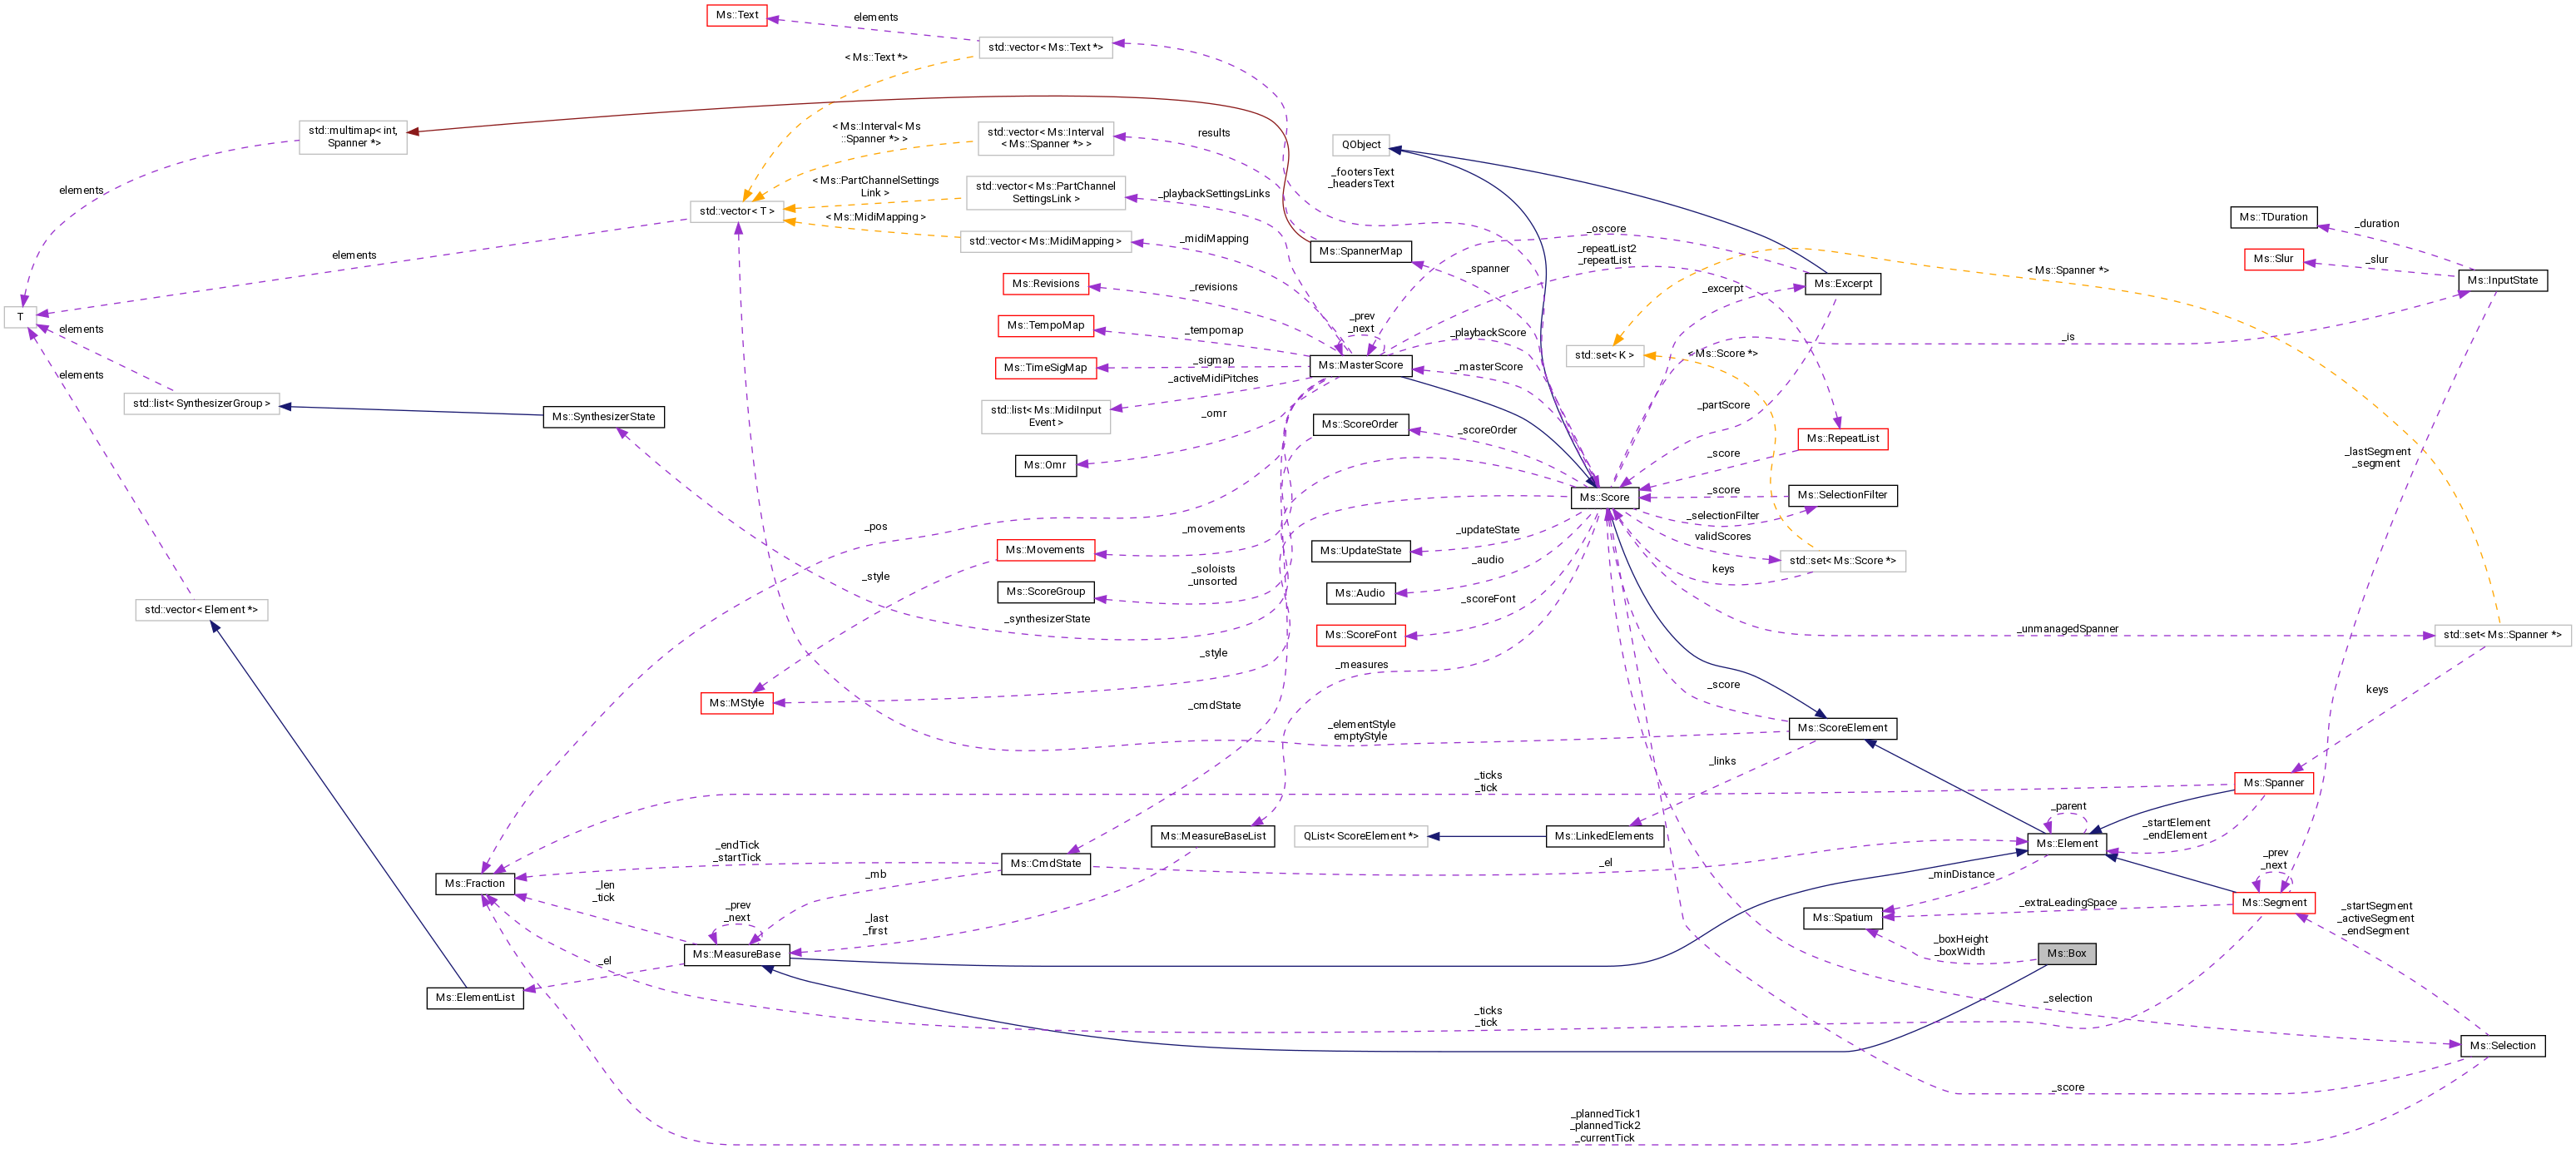 Ms::Text
elements
std::vector< Ms::Text *>
< Ms::Text *>
std::multimap< int,
Spanner *>
< Ms::Interval< Ms
::Spanner *> >
std::vector< Ms::Interval
< Ms::Spanner *> >
results
QObject
_footersText
_headersText
elements
< Ms::PartChannelSettings
Link >
std::vector< Ms::PartChannel
SettingsLink >
_playbackSettingsLinks
std::vector< T >
< Ms::MidiMapping >
std::vector< Ms::MidiMapping >
_midiMapping
Ms::SpannerMap
_oscore
_repeatList2
_repeatList
Ms::TDuration
_duration
Ms::Slur
_slur
Ms::InputState
< Ms::Spanner *>
elements
_spanner
Ms::Revisions
_revisions
_excerpt
Ms::Excerpt
T
elements
Ms::TempoMap
_tempomap
_prev
_next
_playbackScore
_is
Ms::TimeSigMap
_sigmap
Ms::MasterScore
_masterScore
std::set< K >
< Ms::Score *>
elements
_activeMidiPitches
std::list< SynthesizerGroup >
Ms::SynthesizerState
std::list< Ms::MidiInput
Event >
_omr
Ms::ScoreOrder
_scoreOrder
_partScore
Ms::RepeatList
_score
_lastSegment
_segment
Ms::Omr
Ms::Score
_score
Ms::SelectionFilter
_selectionFilter
_pos
_movements
_updateState
validScores
Ms::Movements
Ms::UpdateState
std::set< Ms::Score *>
keys
_style
_soloists
_unsorted
_audio
Ms::ScoreGroup
Ms::Audio
std::vector< Element *>
_synthesizerState
_scoreFont
Ms::ScoreFont
_unmanagedSpanner
std::set< Ms::Spanner *>
_style
_measures
_score
keys
Ms::MStyle
_cmdState
_elementStyle
emptyStyle
Ms::ScoreElement
_links
_ticks
_tick
Ms::Spanner
_parent
_startElement
_endElement
Ms::MeasureBaseList
QList< ScoreElement *>
Ms::LinkedElements
Ms::Element
_endTick
_startTick
Ms::CmdState
_el
_prev
_next
Ms::Fraction
_len
_tick
_mb
_minDistance
_prev
_next
_last
_first
Ms::Spatium
_extraLeadingSpace
Ms::Segment
_startSegment
_activeSegment
_endSegment
_boxHeight
_boxWidth
Ms::Box
Ms::MeasureBase
_el
Ms::ElementList
_ticks
_tick
_selection
Ms::Selection
_score
_plannedTick1
_plannedTick2
_currentTick